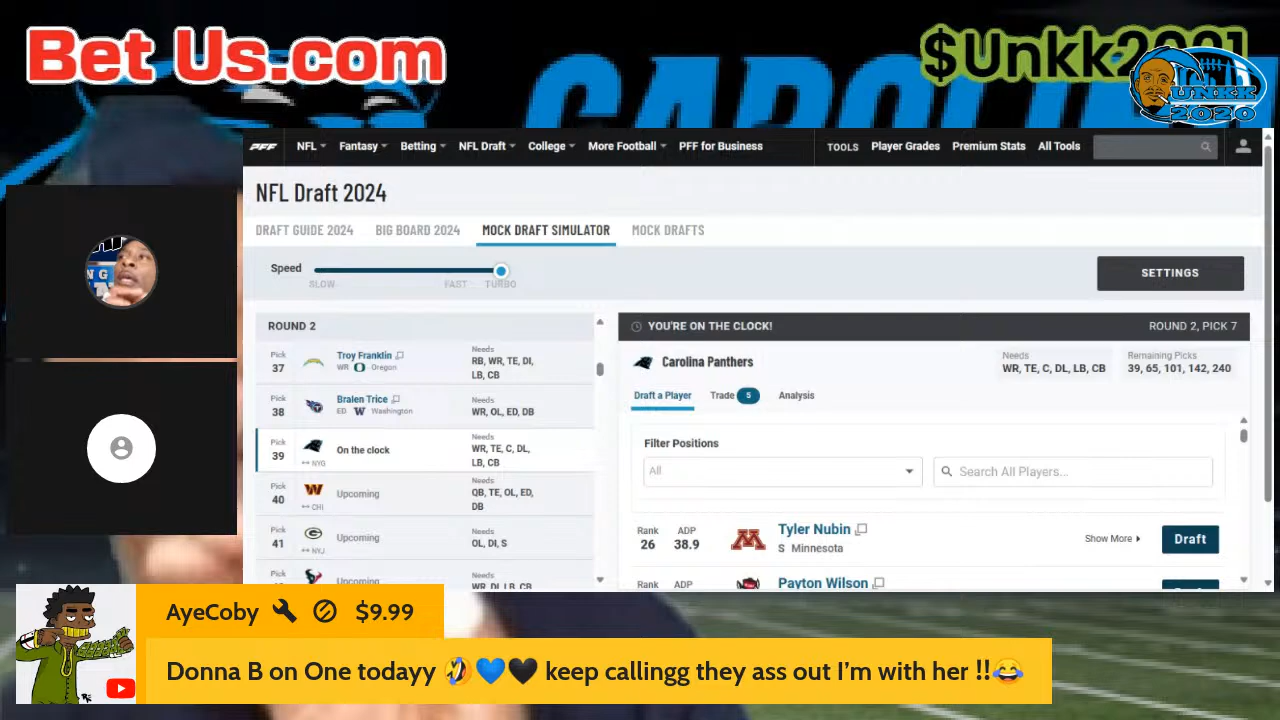 Bet Us.com
$Unkk2021
UNKK
2020
CAROLI
PFF NFL Fantasy Betting NFL Draft College More Football PFF for Business TOOLS Player Grades Premium Stats All Tools
NFL Draft 2024
DRAFT GUIDE 2024 BIG BOARD 2024 MOCK DRAFT SIMULATOR MOCK DRAFTS
Speed
SLOW FAST TURBO
SETTINGS
ROUND 2
Pick 37
Troy Franklin
WR O Oregon
Needs
RB, WR, TE, DI,
LB, CB
Pick 38
Bralen Trice
ED W Washington
Needs
WR, OL, ED, DB
Pick 39
↔ NYG
On the clock
Needs
WR, TE, C, DL,
LB, CB
Pick 40
↔ CHI
Upcoming
Needs
QB, TE, OL, ED,
DB
Pick 41
↔ NYJ
Upcoming
Needs
OL, DI, S
Pick
Upcoming
Needs
WR, DI, LB, CB
YOU'RE ON THE CLOCK!
ROUND 2, PICK 7
Carolina Panthers
Needs
WR, TE, C, DL, LB, CB
Remaining Picks
39, 65, 101, 142, 240
Draft a Player Trade 5 Analysis
Filter Positions
All
Search All Players...
Rank 26
ADP 38.9
M
Tyler Nubin
S Minnesota
Show More
Draft
Rank ADP
Payton Wilson
AyeCoby $9.99
Donna B on One todayy 🤣💙🖤 keep callingg they ass out I'm with her !!😂